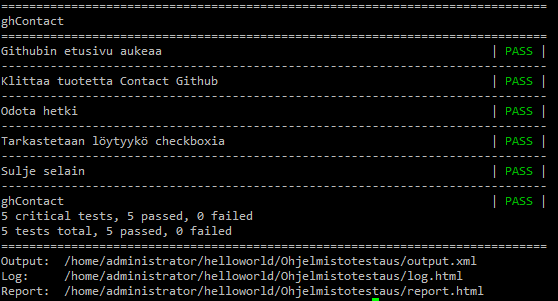 ==============================================================================
ghContact
==============================================================================
Githubin etusivu aukeaa                                               | PASS |
------------------------------------------------------------------------------
Klittaa tuotetta Contact Github                                       | PASS |
------------------------------------------------------------------------------
Odota hetki                                                           | PASS |
------------------------------------------------------------------------------
Tarkastetaan löytyykö checkboxia                                      | PASS |
------------------------------------------------------------------------------
Sulje selain                                                          | PASS |
------------------------------------------------------------------------------
ghContact                                                             | PASS |
5 critical tests, 5 passed, 0 failed
5 tests total, 5 passed, 0 failed
==============================================================================
Output:  /home/administrator/helloworld/Ohjelmistotestaus/output.xml
Log:     /home/administrator/helloworld/Ohjelmistotestaus/log.html
Report:  /home/administrator/helloworld/Ohjelmistotestaus/report.html